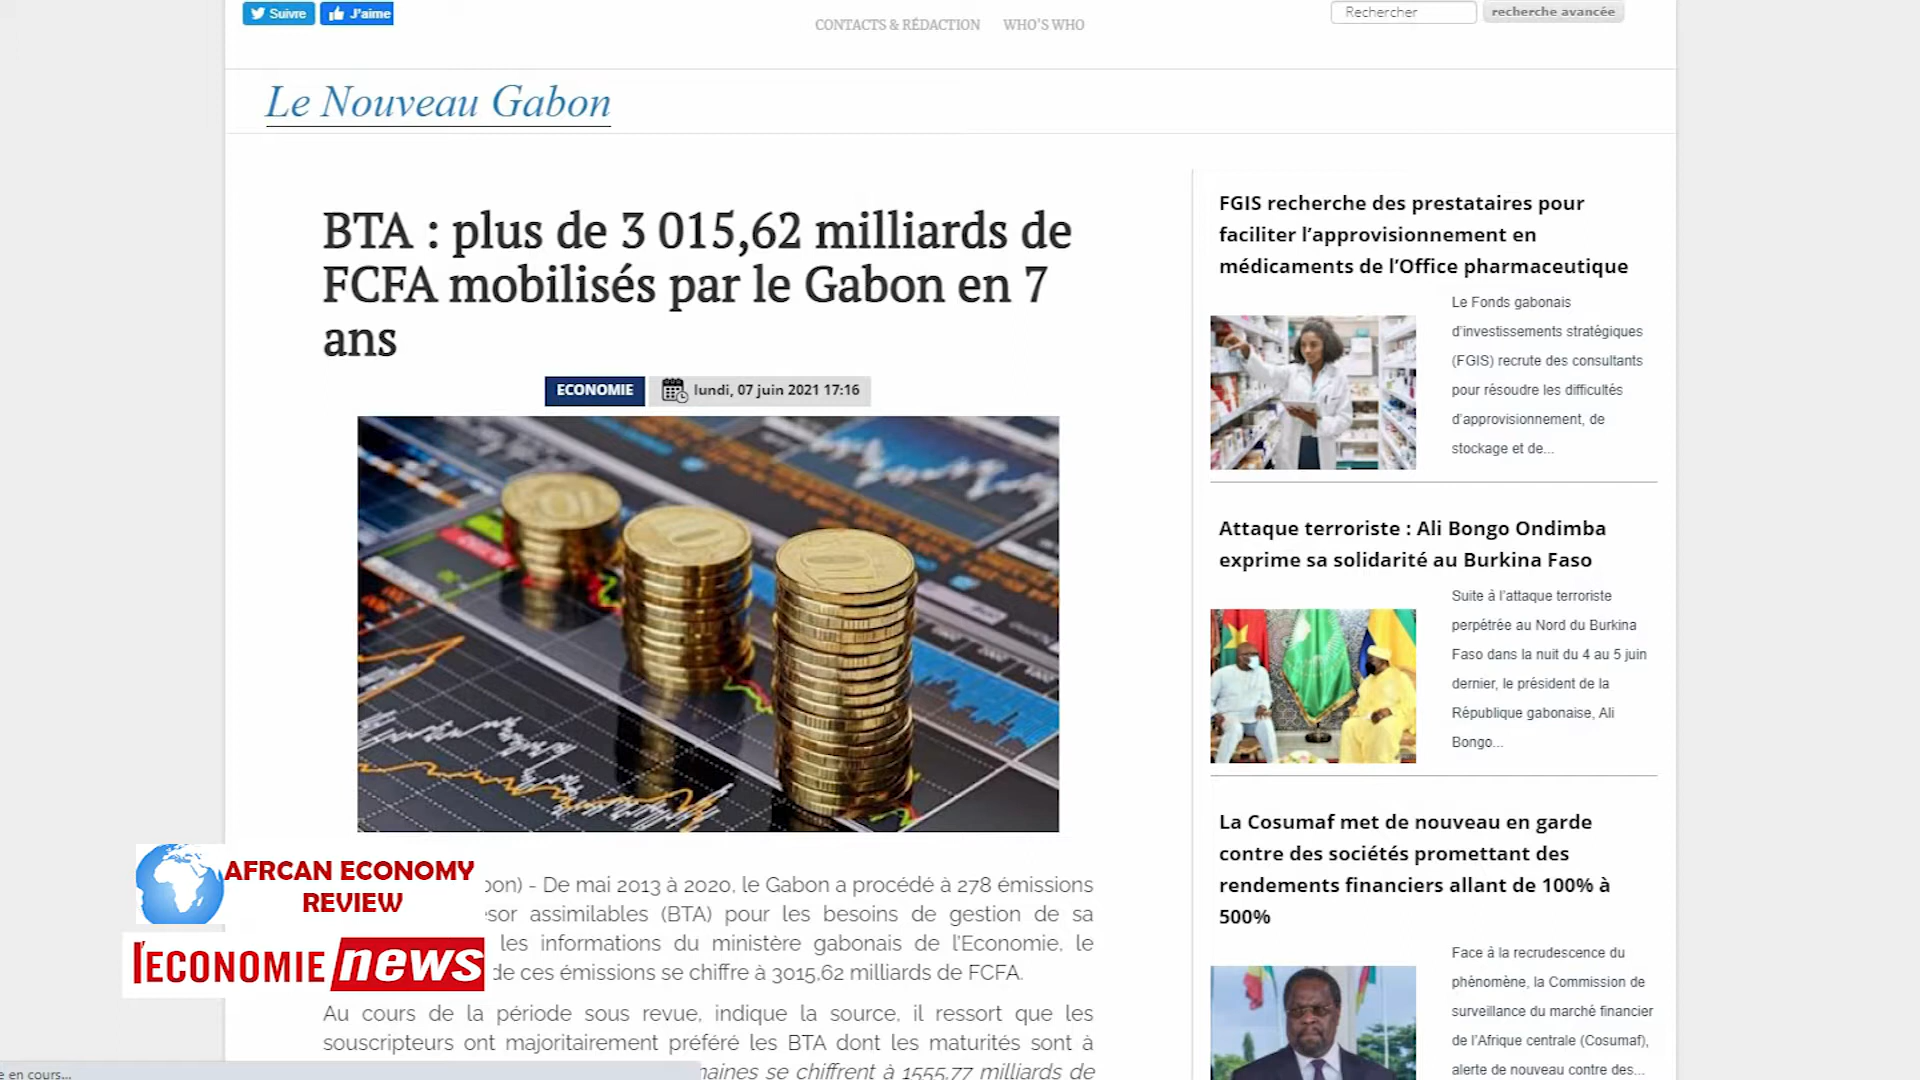 Suivre
J'aime
CONTACTS & RÉDACTION
WHO'S WHO
Rechercher
recherche avancée
Le Nouveau Gabon
BTA : plus de 3 015,62 milliards de
FCFA mobilisés par le Gabon en 7
ans
ECONOMIE
lundi, 07 juin 2021 17:16
AFRCAN ECONOMY
REVIEW
l'ECONOMIE news
bon) - De mai 2013 à 2020, le Gabon a procédé à 278 émissions
sor assimilables (BTA) pour les besoins de gestion de sa
les informations du ministère gabonais de l'Economie, le
de ces émissions se chiffre à 3015,62 milliards de FCFA.
Au cours de la période sous revue, indique la source, il ressort que les
souscripteurs ont majoritairement préféré les BTA dont les maturités sont à
maines se chiffrent à 1555,77 milliards de
e en cours...
FGIS recherche des prestataires pour
faciliter l'approvisionnement en
médicaments de l'Office pharmaceutique
Le Fonds gabonais
d'investissements stratégiques
(FGIS) recrute des consultants
pour résoudre les difficultés
d'approvisionnement, de
stockage et de...
Attaque terroriste : Ali Bongo Ondimba
exprime sa solidarité au Burkina Faso
Suite à l'attaque terroriste
perpétrée au Nord du Burkina
Faso dans la nuit du 4 au 5 juin
dernier, le président de la
République gabonaise, Ali
Bongo...
La Cosumaf met de nouveau en garde
contre des sociétés promettant des
rendements financiers allant de 100% à
500%
Face à la recrudescence du
phénomène, la Commission de
surveillance du marché financier
de l'Afrique centrale (Cosumaf),
alerte de nouveau contre des...